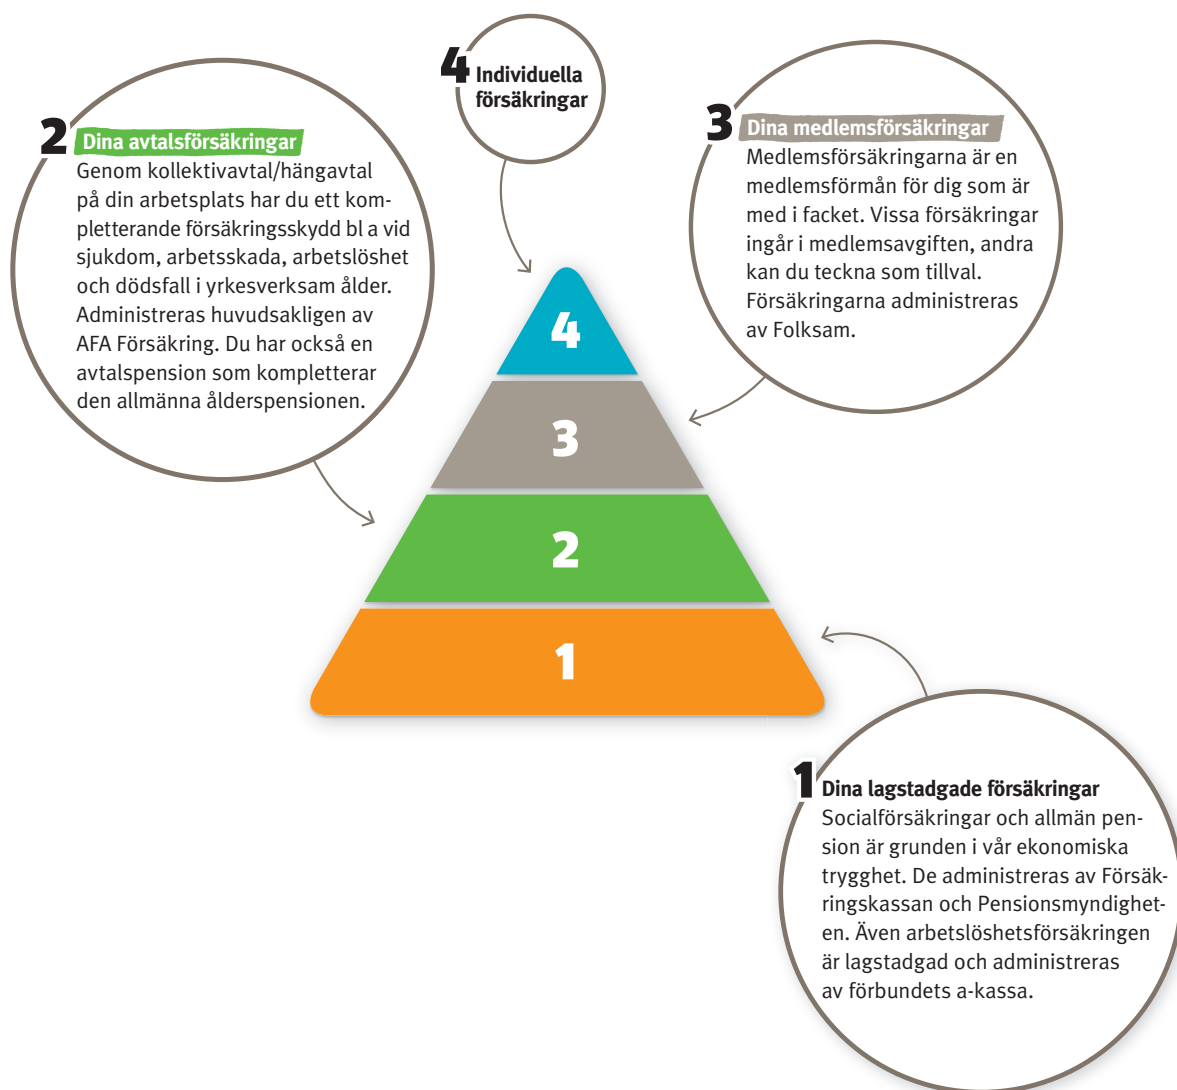 4 Individuella
försäkringar
2 Dina avtalsförsäkringar
Genom kollektivavtal/hängavtal
på din arbetsplats har du ett kom-
pletterande försäkringsskydd bl a vid
sjukdom, arbetsskada, arbetslöshet
och dödsfall i yrkesverksam ålder.
Administreras huvudsakligen av
AFA Försäkring. Du har också en
avtalspension som kompletterar
den allmänna ålderspensionen.
3 Dina medlemsförsäkringar
Medlemsförsäkringarna är en
medlemsförmån för dig som är
med i facket. Vissa försäkringar
ingår i medlemsavgiften, andra
kan du teckna som tillval.
Försäkringarna administreras
av Folksam.
4
3
2
1
1 Dina lagstadgade försäkringar
Socialförsäkringar och allmän pen-
sion är grunden i vår ekonomiska
trygghet. De administreras av Försäk-
ringskassan och Pensionsmyndighet-
en. Även arbetslöshetsförsäkringen
är lagstadgad och administreras
av förbundets a-kassa.